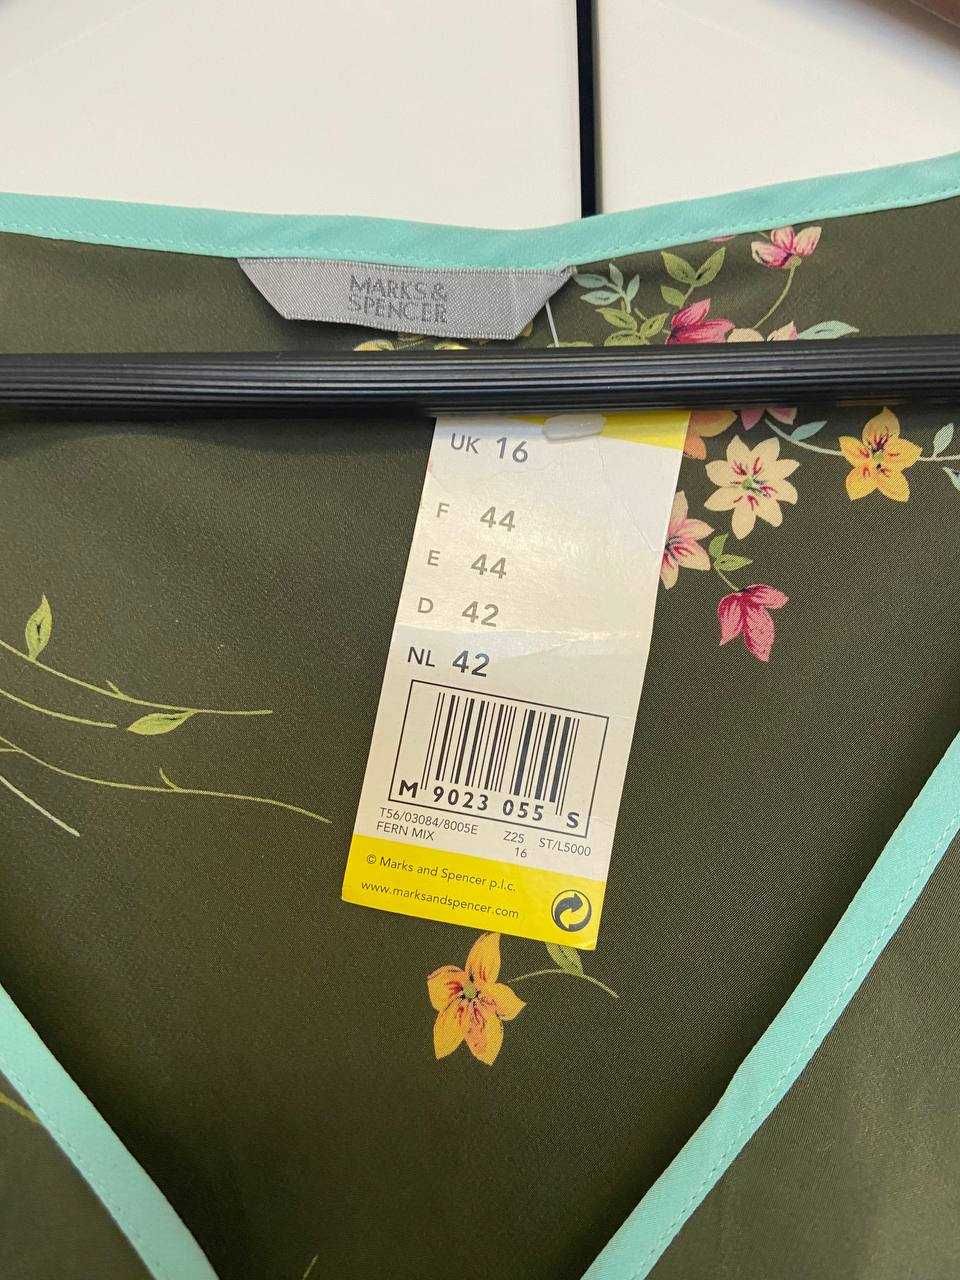 MARKS &
SPENCER
UK 16
F 44
E 44
D 42
NL 42
M 9023 055 S
T56/03084/8005E Z25 ST/L5000
FERN MIX 16
© Marks and Spencer p.l.c.
www.marksandspencer.com